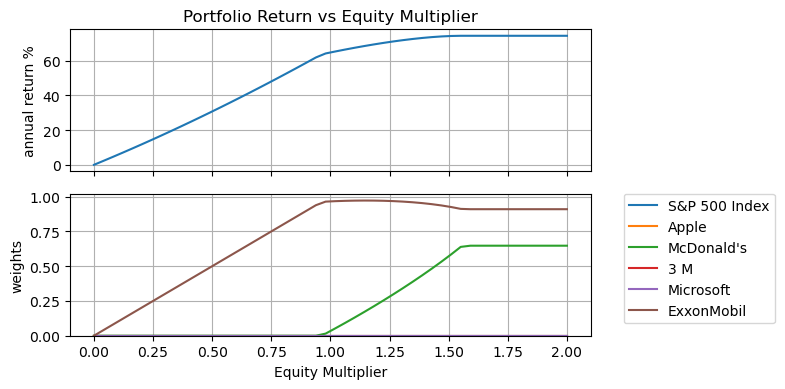 Portfolio Return vs Equity Multiplier
annual return %
60
40
20
0
weights
1.00
0.75
0.50
0.25
0.00
0.00 0.25 0.50 0.75 1.00 1.25 1.50 1.75 2.00
Equity Multiplier
S&P 500 Index
Apple
McDonald's
3 M
Microsoft
ExxonMobil